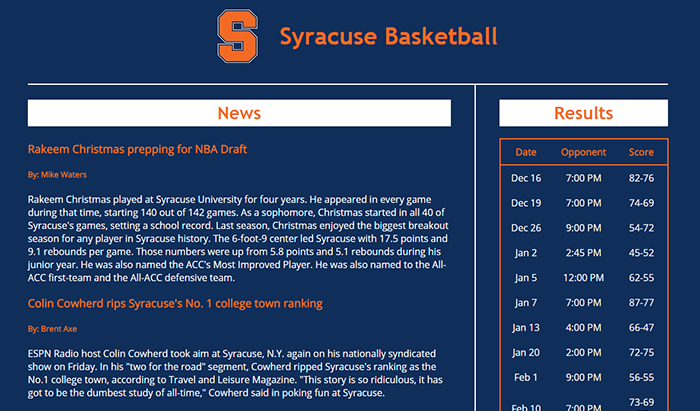 S
Syracuse Basketball
News
Rakeem Christmas prepping for NBA Draft
By: Mike Waters
Rakeem Christmas played at Syracuse University for four years. He appeared in every game
during that time, starting 140 out of 142 games. As a sophomore, Christmas started in all 40 of
Syracuse's games, setting a school record. Last season, Christmas enjoyed the biggest breakout
season for any player in Syracuse history. The 6-foot-9 center led Syracuse with 17.5 points and
9.1 rebounds per game. Those numbers were up from 5.8 points and 5.1 rebounds during his
junior year. He was also named the ACC's Most Improved Player. He was also named to the All-
ACC first-team and the All-ACC defensive team.
Colin Cowherd rips Syracuse's No. 1 college town ranking
By: Brent Axe
ESPN Radio host Colin Cowherd took aim at Syracuse, N.Y. again on his nationally syndicated
show on Friday. In his "two for the road" segment, Cowherd ripped Syracuse's ranking as the
No.1 college town, according to Travel and Leisure Magazine. "This story is so ridiculous, it has
got to be the dumbest study of all-time," Cowherd said in poking fun at Syracuse.
Results
Date Opponent Score
Dec 16 7:00 PM 82-76
Dec 19 7:00 PM 74-69
Dec 26 9:00 PM 54-72
Jan 2 2:45 PM 45-52
Jan 5 12:00 PM 62-55
Jan 7 7:00 PM 87-77
Jan 13 4:00 PM 66-47
Jan 20 2:00 PM 72-75
Feb 1 9:00 PM 56-55
Feb 10 7:00 PM 73-69